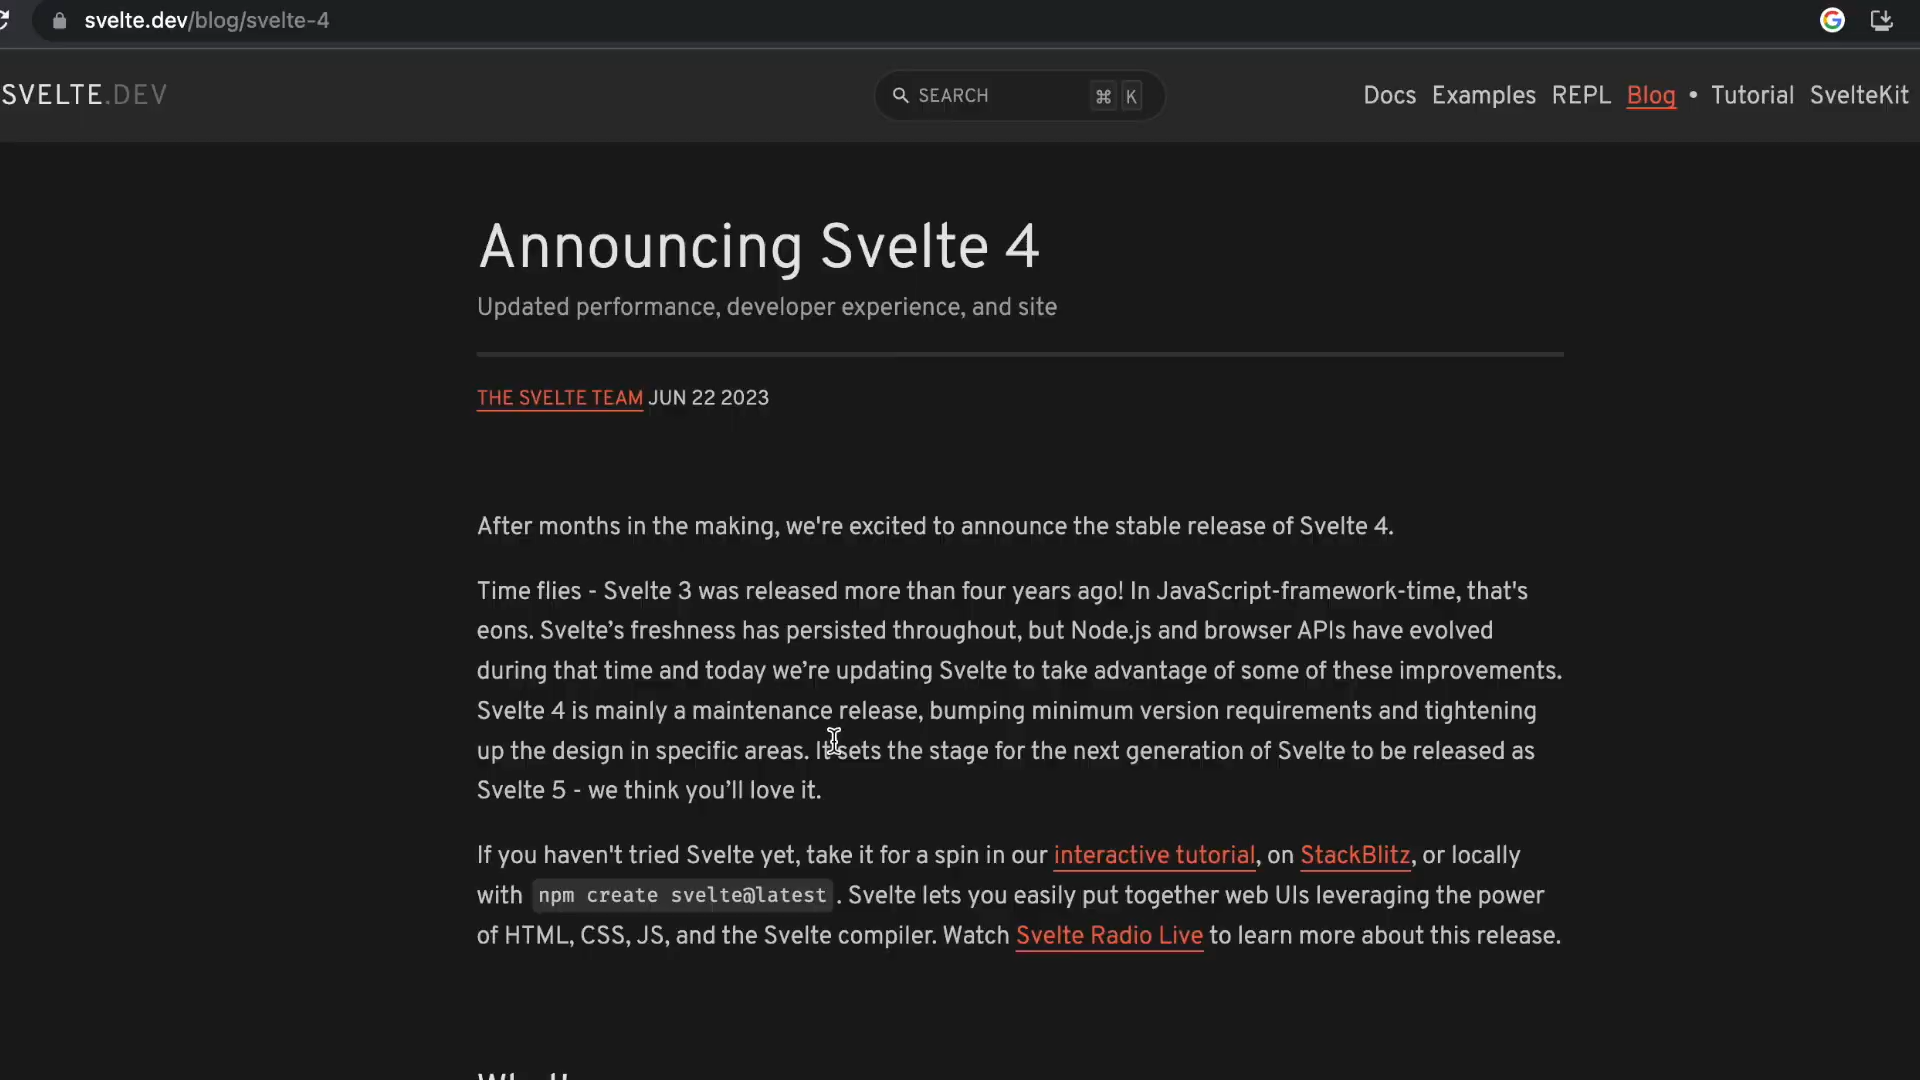 svelte.dev/blog/svelte-4
SVELTE.DEV
SEARCH ⌘ K
Docs Examples REPL Blog • Tutorial SvelteKit
Announcing Svelte 4
Updated performance, developer experience, and site
THE SVELTE TEAM JUN 22 2023
After months in the making, we're excited to announce the stable release of Svelte 4.
Time flies - Svelte 3 was released more than four years ago! In JavaScript-framework-time, that's
eons. Svelte’s freshness has persisted throughout, but Node.js and browser APIs have evolved
during that time and today we’re updating Svelte to take advantage of some of these improvements.
Svelte 4 is mainly a maintenance release, bumping minimum version requirements and tightening
up the design in specific areas. It sets the stage for the next generation of Svelte to be released as
Svelte 5 - we think you’ll love it.
If you haven't tried Svelte yet, take it for a spin in our interactive tutorial, on StackBlitz, or locally
with npm create svelte@latest . Svelte lets you easily put together web UIs leveraging the power
of HTML, CSS, JS, and the Svelte compiler. Watch Svelte Radio Live to learn more about this release.